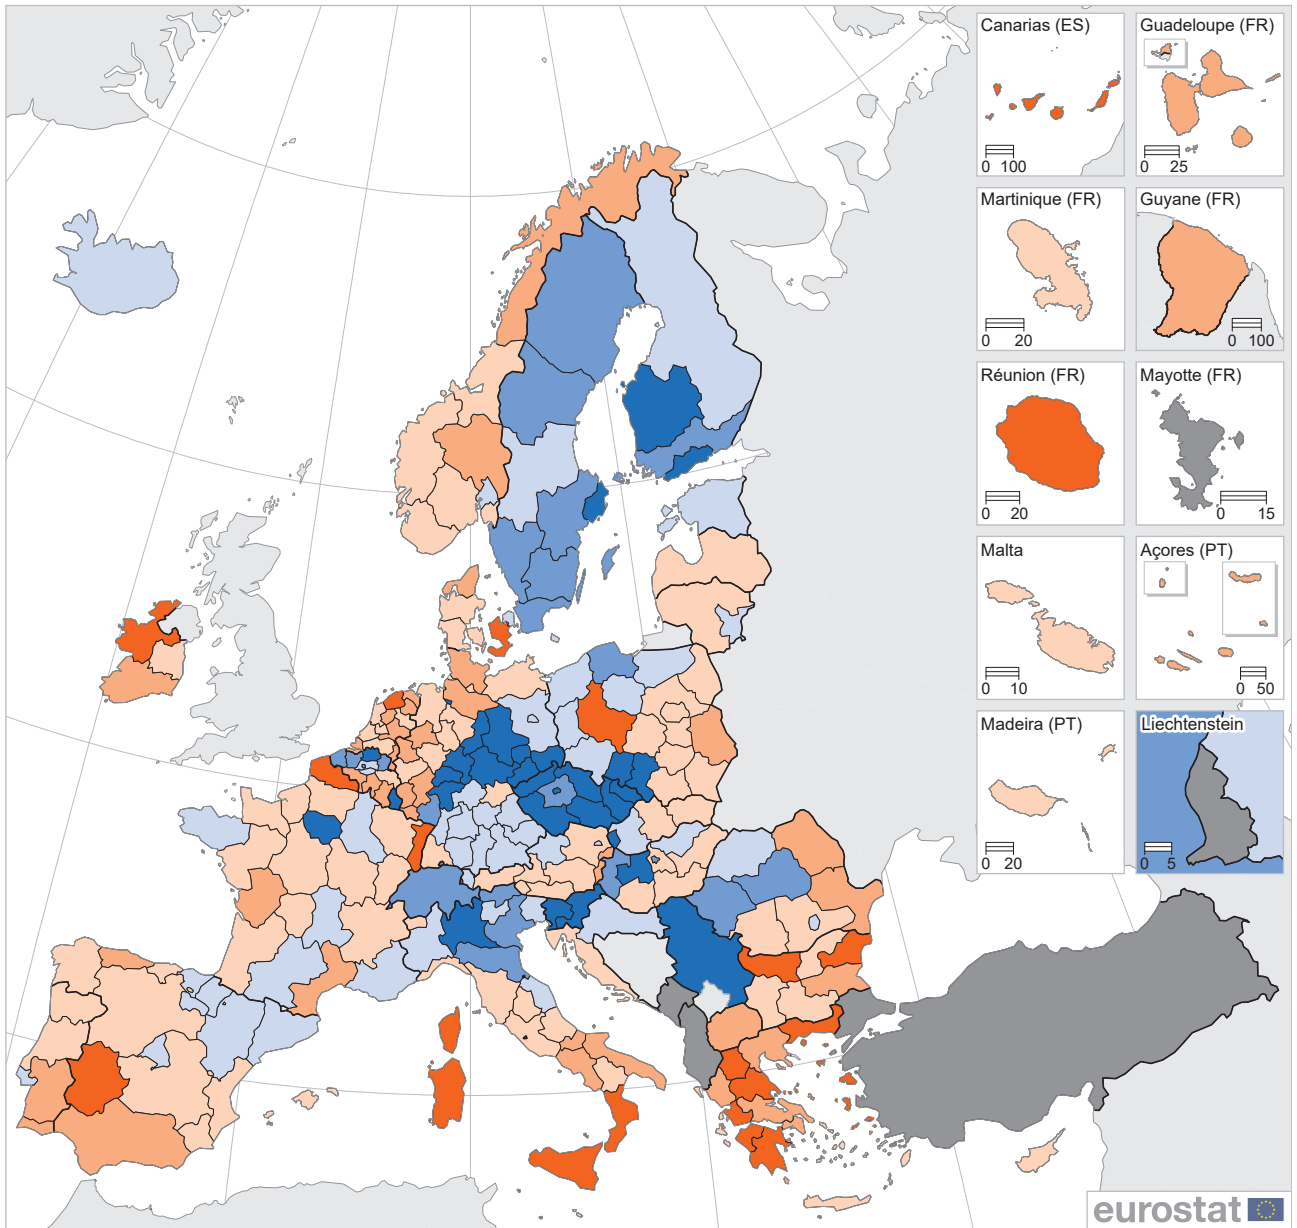 Canarias (ES)
0 100
Guadeloupe (FR)
0 25
Martinique (FR)
0 20
Guyane (FR)
0 100
Réunion (FR)
0 20
Mayotte (FR)
0 15
Malta
0 10
Açores (PT)
0 50
Madeira (PT)
0 20
Liechtenstein
0 5
eurostat